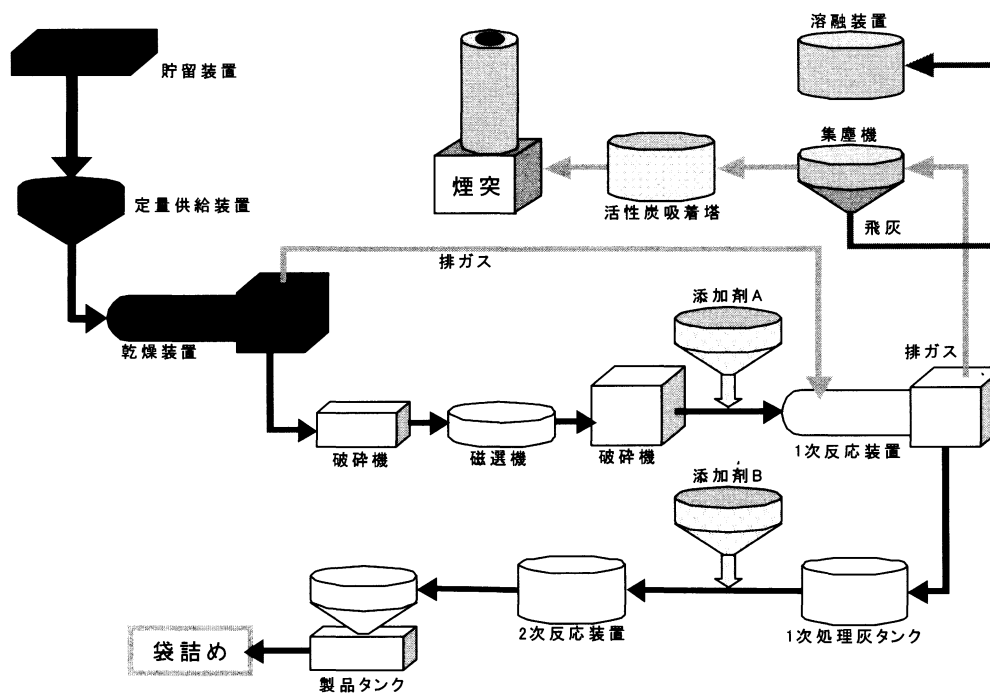 溶融装置
貯留装置
集塵機
煙突
活性炭吸着塔
定量供給装置
飛灰
排ガス
添加剤A
乾燥装置
排ガス
破砕機
磁選機
破砕機
1次反応装置
添加剤B
2次反応装置
1次処理灰タンク
袋詰め
製品タンク